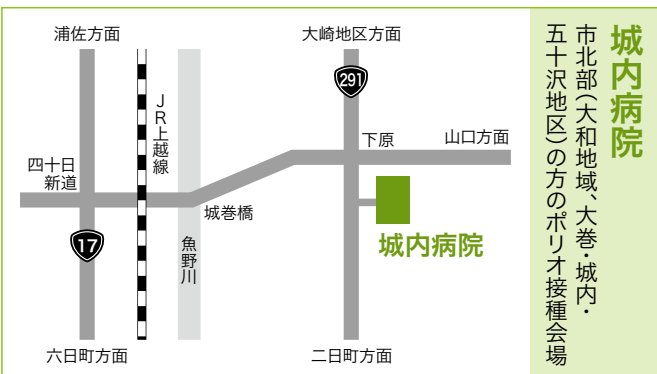 城内病院
市北部(大和地域、大巻・城内・
五十沢地区)の方のポリオ接種会場
浦佐方面
大崎地区方面
291
JR上越線
下原
山口方面
四十日
新道
城巻橋
17
魚野川
城内病院
六日町方面
二日町方面